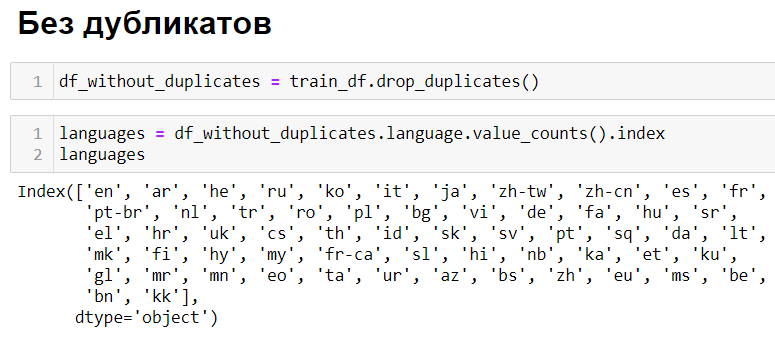 Без дубликатов
1 df_without_duplicates = train_df.drop_duplicates()
1 languages = df_without_duplicates.language.value_counts().index
2 languages
Index(['en', 'ar', 'he', 'ru', 'ko', 'it', 'ja', 'zh-tw', 'zh-cn', 'es', 'fr',
'pt-br', 'nl', 'tr', 'ro', 'pl', 'bg', 'vi', 'de', 'fa', 'hu', 'sr',
'el', 'hr', 'uk', 'cs', 'th', 'id', 'sk', 'sv', 'pt', 'sq', 'da', 'lt',
'mk', 'fi', 'hy', 'my', 'fr-ca', 'sl', 'hi', 'nb', 'ka', 'et', 'ku',
'gl', 'mr', 'mn', 'eo', 'ta', 'ur', 'az', 'bs', 'zh', 'eu', 'ms', 'be',
'bn', 'kk'],
dtype='object')